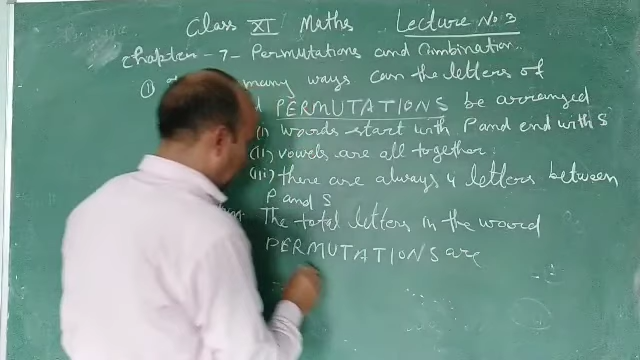 Class XI Maths Lecture No. 3
Chapter - 7 - Permutations and Combination..
(1) many ways can the letters of
PERMUTATIONS be arranged
(i) words start with P and end with S
(ii) vowels are all together.
(iii) there are always 4 letters between
P and S
The total letters in the word
PERMUTATIONS are